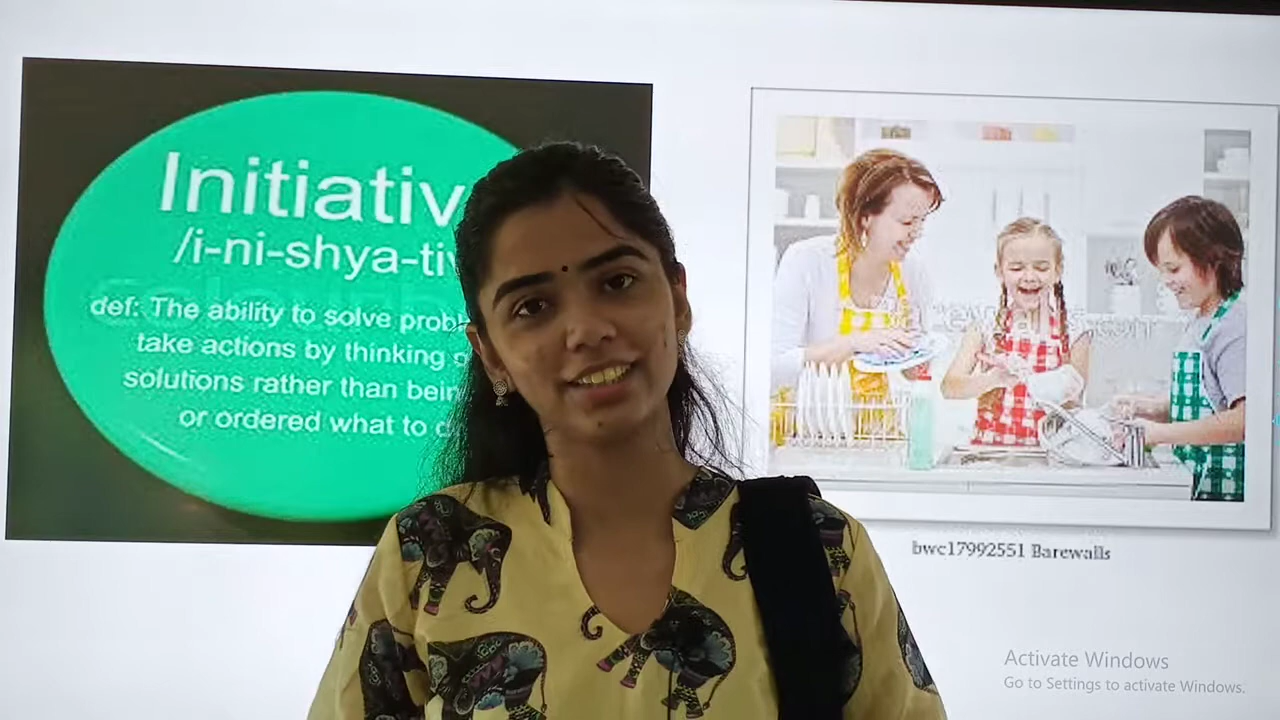 Initiativ
/i-ni-shya-tiv
def: The ability to solve prob
take actions by thinking
solutions rather than bein
or ordered what to d
bwc17992551 Barewalls
Activate Windows
Go to Settings to activate Windows.